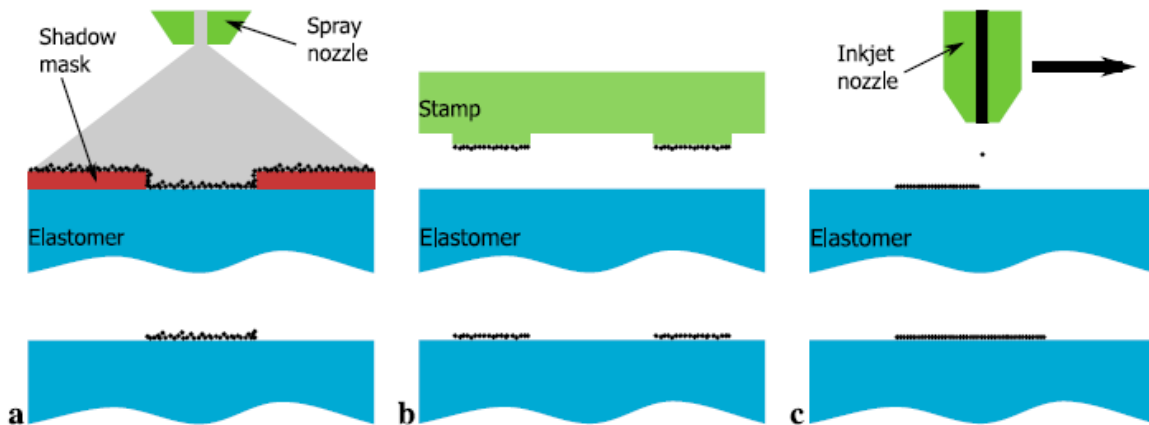 Shadow
mask
Spray
nozzle
Elastomer
a
Stamp
Elastomer
b
Inkjet
nozzle
Elastomer
c